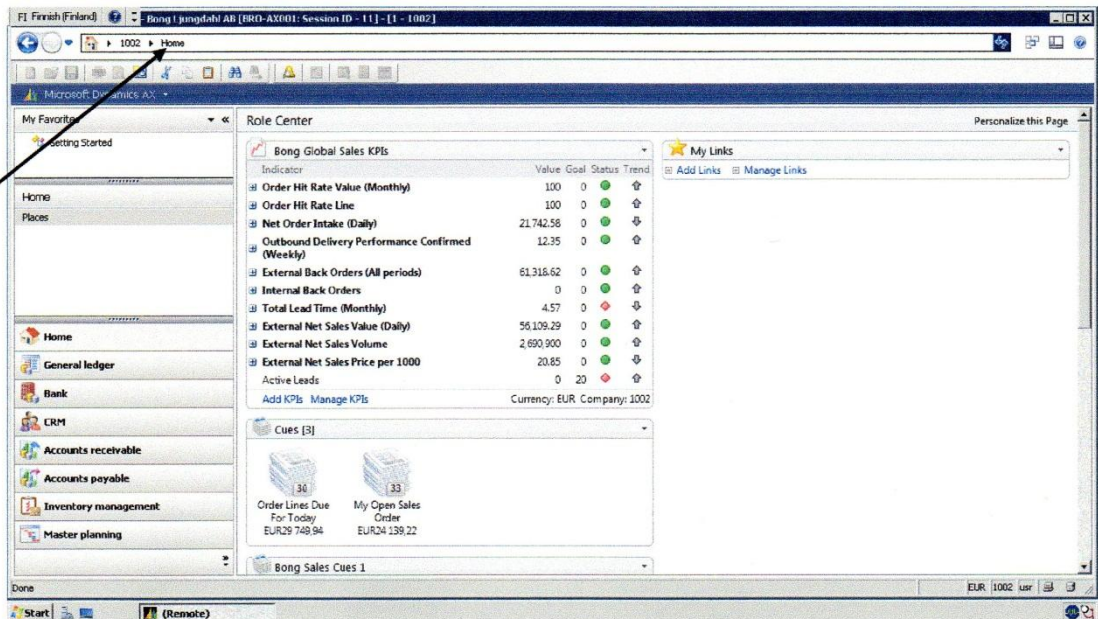 FI Finnish (Finland)
- Bong Ljungdahl AB [BRO-AX001: Session ID - 11] - [1 - 1002]
1002 Home
Microsoft Dynamics AX
My Favorites
Getting Started
Home
Places
Home
General ledger
Bank
CRM
Accounts receivable
Accounts payable
Inventory management
Master planning
Role Center
Personalize this Page
Bong Global Sales KPIs
Indicator Value Goal Status Trend
Order Hit Rate Value (Monthly) 100 0
Order Hit Rate Line 100 0
Net Order Intake (Daily) 21,742.58 0
Outbound Delivery Performance Confirmed
(Weekly) 12.35 0
External Back Orders (All periods) 61,318.62 0
Internal Back Orders 0 0
Total Lead Time (Monthly) 4.57 0
External Net Sales Value (Daily) 56,109.29 0
External Net Sales Volume 2,690,900 0
External Net Sales Price per 1000 20.85 0
Active Leads 0 20
Add KPIs Manage KPIs Currency: EUR Company: 1002
My Links
Add Links Manage Links
Cues [3]
30
Order Lines Due
For Today
EUR29 749,94
33
My Open Sales
Order
EUR24 139,22
Bong Sales Cues 1
Done
EUR 1002 usr
Start
(Remote)